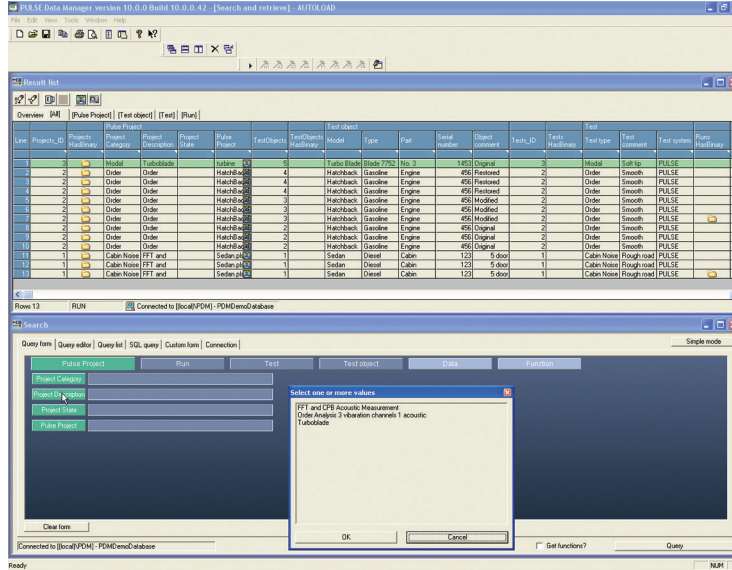 PULSE Data Manager version 10.0.0 Build 10.0.0.42 - [Search and retrieve] - AUTOLOAD
File Edit View Tools Window Help
Result list
Overview [All] [Pulse Project] [Test object] [Test] [Run]
Pulse Project Test object Test
Line Projects_ID Projects HasBinary Project Category Project Description Project State Pulse Project TestObjects TestObjects HasBinary Model Type Part Serial number Object comment Tests_ID Tests HasBinary Test type Test comment Test system Runs HasBinary
1 3 Modal Turboblade turbine 5 Turbo Blade Blade 7752 No. 3 1453 Original 3 Modal Soft tip PULSE
2 2 Order Order HatchBac 4 Hatchback Gasoline Engine 456 Restored 2 Order Smooth PULSE
3 2 Order Order HatchBac 4 Hatchback Gasoline Engine 456 Restored 2 Order Smooth PULSE
4 2 Order Order HatchBac 4 Hatchback Gasoline Engine 456 Restored 2 Order Smooth PULSE
5 2 Order Order HatchBac 3 Hatchback Gasoline Engine 456 Modified 2 Order Smooth PULSE
6 2 Order Order HatchBac 3 Hatchback Gasoline Engine 456 Modified 2 Order Smooth PULSE
7 2 Order Order HatchBac 3 Hatchback Gasoline Engine 456 Modified 2 Order Smooth PULSE
8 2 Order Order HatchBac 2 Hatchback Gasoline Engine 456 Original 2 Order Smooth PULSE
9 2 Order Order HatchBac 2 Hatchback Gasoline Engine 456 Original 2 Order Smooth PULSE
10 2 Order Order HatchBac 2 Hatchback Gasoline Engine 456 Original 2 Order Smooth PULSE
11 1 Cabin Noise FFT and Sedan.pl 1 Sedan Diesel Cabin 123 5 door 1 Cabin Noise Rough road PULSE
12 1 Cabin Noise FFT and Sedan.pl 1 Sedan Diesel Cabin 123 5 door 1 Cabin Noise Rough road PULSE
13 1 Cabin Noise FFT and Sedan.pl 1 Sedan Diesel Cabin 123 5 door 1 Cabin Noise Rough road PULSE
Rows 13 RUN Connected to [(local)\PDM] - PDMDemoDatabase
Search
Query form Query editor Query list SQL query Custom form Connection Simple mode
Pulse Project Run Test Test object Data Function
Project Category
Project Description
Project State
Pulse Project
Select one or more values
FFT and CPB Acoustic Measurement
Order Analysis 3 vibaration channels 1 acoustic
Turboblade
OK Cancel
Clear form
Connected to [(local)\PDM] - PDMDemoDatabase Get functions? Query
Ready NUM